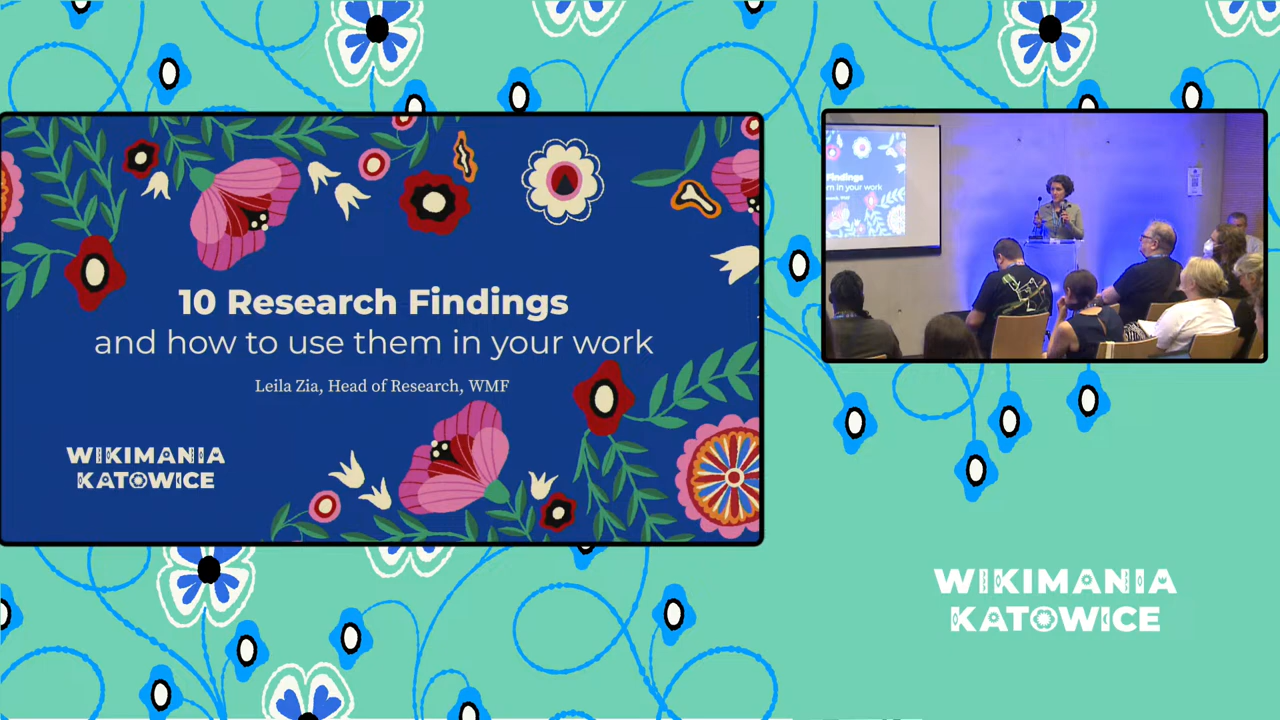 10 Research Findings
and how to use them in your work
Leila Zia, Head of Research, WMF
WIKIMANIA
KATOWICE
Findings
m in your work
WIKIMANIA
KATOWICE